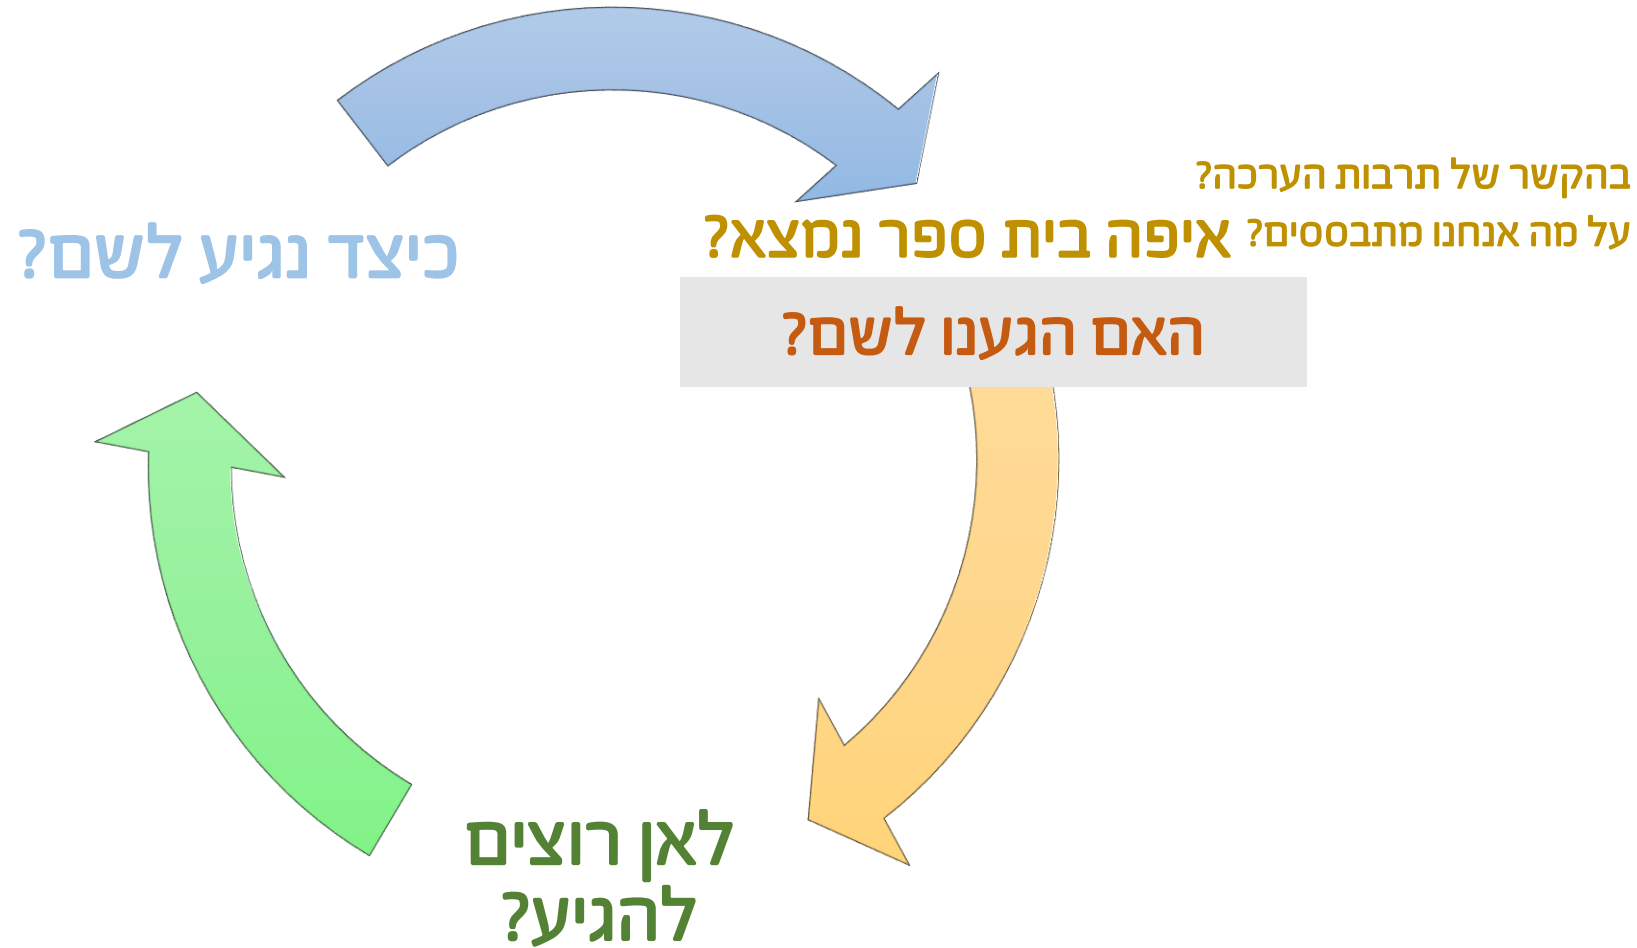 בהקשר של תרבות הערכה?
על מה אנחנו מתבססים?
איפה בית ספר נמצא?
האם הגענו לשם?
כיצד נגיע לשם?
לאן רוצים
להגיע?